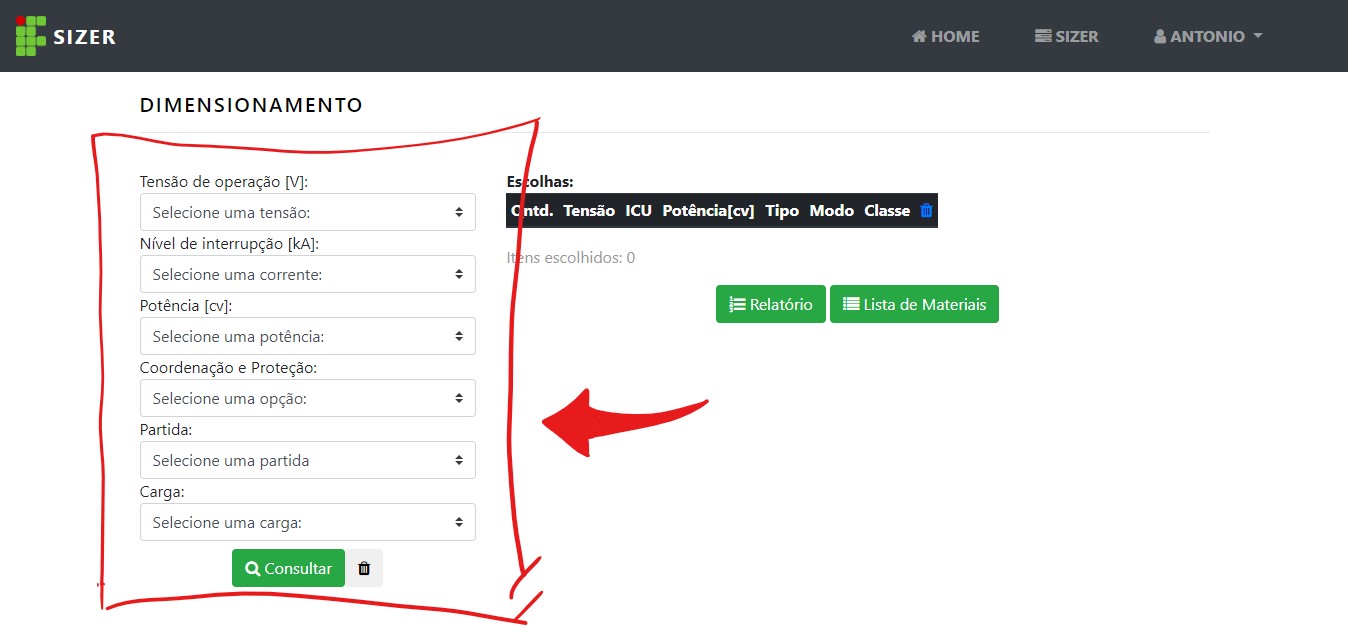 SIZER
HOME
SIZER
ANTONIO
DIMENSIONAMENTO
Tensão de operação [V]:
Selecione uma tensão:
Nível de interrupção [kA]:
Selecione uma corrente:
Potência [cv]:
Selecione uma potência:
Coordenação e Proteção:
Selecione uma opção:
Partida:
Selecione uma partida
Carga:
Selecione uma carga:
Consultar
Escolhas:
Qntd. Tensão ICU Potência[cv] Tipo Modo Classe
Itens escolhidos: 0
Relatório
Lista de Materiais